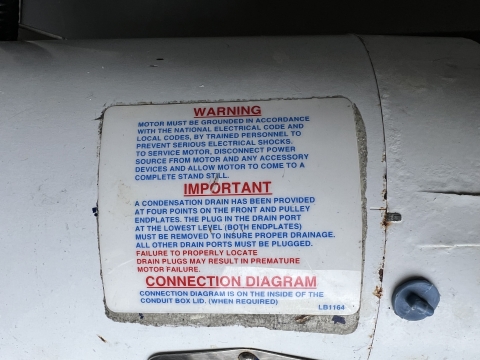 WARNING
MOTOR MUST BE GROUNDED IN ACCORDANCE
WITH THE NATIONAL ELECTRICAL CODE AND
LOCAL CODES, BY TRAINED PERSONNEL TO
PREVENT SERIOUS ELECTRICAL SHOCKS.
TO SERVICE MOTOR, DISCONNECT POWER
SOURCE FROM MOTOR AND ANY ACCESSORY
DEVICES AND ALLOW MOTOR TO COME TO A
COMPLETE STAND STILL.
IMPORTANT
A CONDENSATION DRAIN HAS BEEN PROVIDED
AT FOUR POINTS ON THE FRONT AND PULLEY
ENDPLATES. THE PLUG IN THE DRAIN PORT
AT THE LOWEST LEVEL (BOTH ENDPLATES)
MUST BE REMOVED TO INSURE PROPER DRAINAGE.
ALL OTHER DRAIN PORTS MUST BE PLUGGED.
FAILURE TO PROPERLY LOCATE
DRAIN PLUGS MAY RESULT IN PREMATURE
MOTOR FAILURE.
CONNECTION DIAGRAM
CONNECTION DIAGRAM IS ON THE INSIDE OF THE
CONDUIT BOX LID. (WHEN REQUIRED)
LB1164